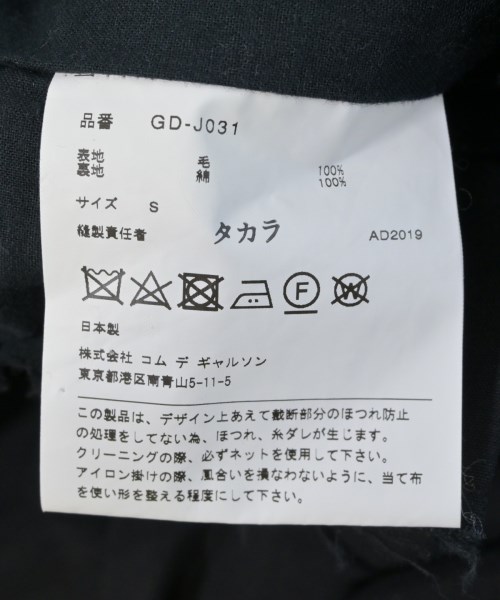 品番 GD-J031
表地 毛 100%
裏地 綿 100%
サイズ S
縫製責任者 タカラ AD2019
F W
日本製
株式会社 コム デ ギャルソン
東京都港区南青山5-11-5
この製品は、デザイン上あえて裁断部分のほつれ防止
の処理をしてない為、ほつれ、糸ダレが生じます。
クリーニングの際、必ずネットを使用して下さい。
アイロン掛けの際、風合いを損なわないように、当て布
を使い形を整える程度にして下さい。